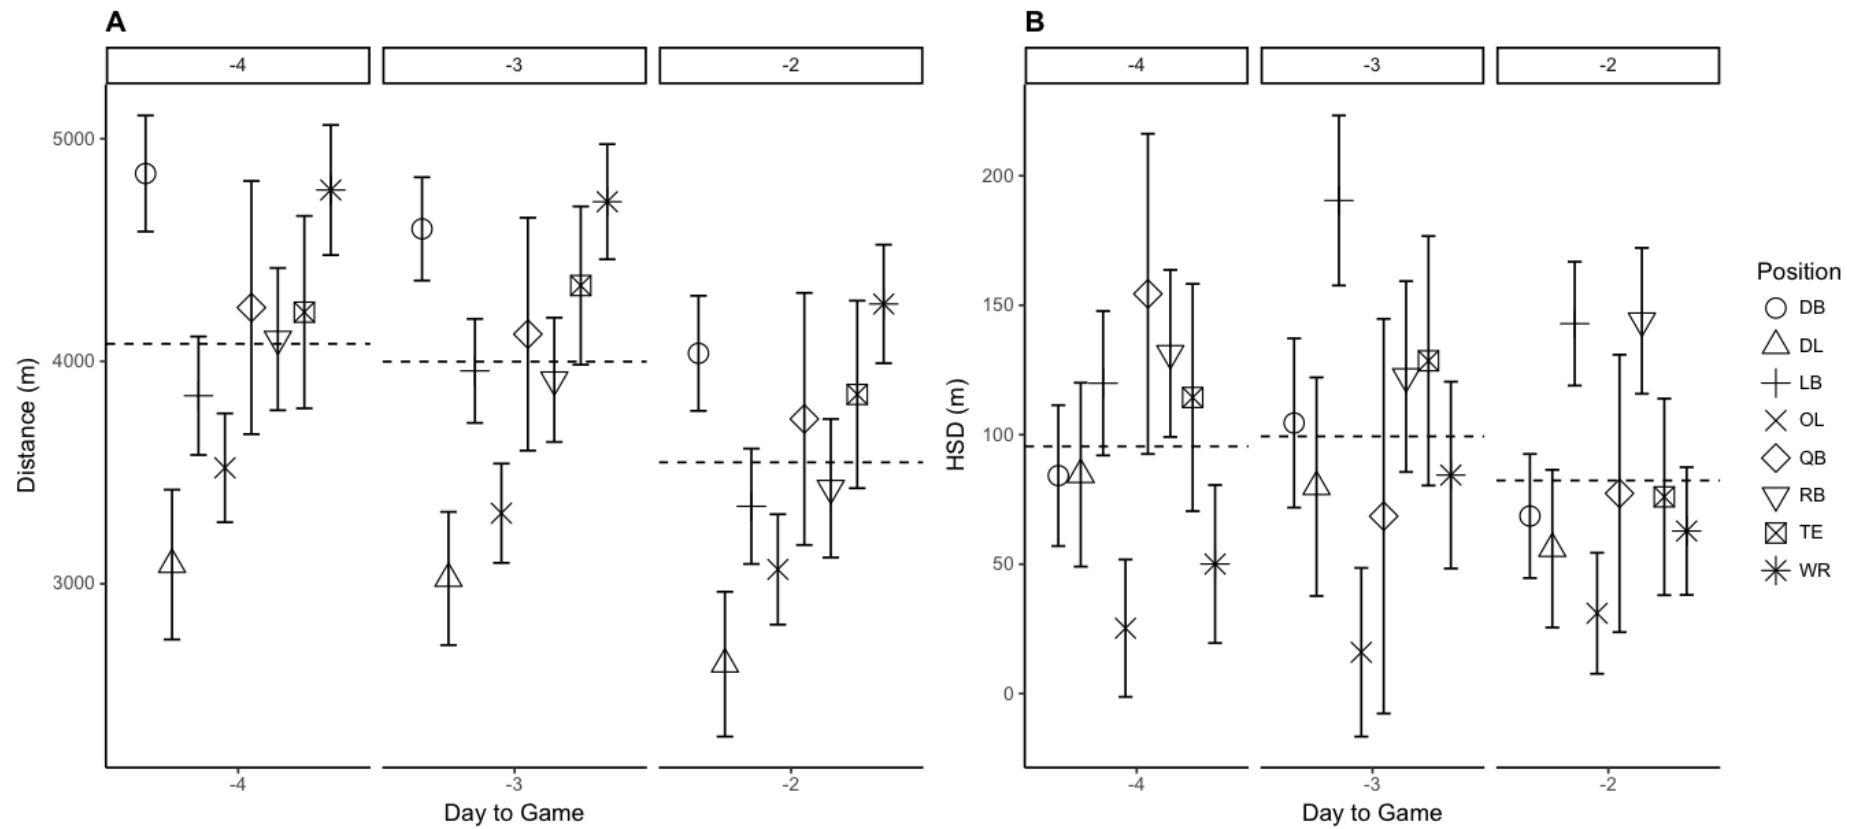 A
B
-4
-3
-2
-4
-3
-2
5000
4000
3000
Distance (m)
200
150
100
50
0
HSD (m)
-4
-3
-2
Day to Game
-4
-3
-2
Day to Game
Position
DB
DL
LB
OL
QB
RB
TE
WR